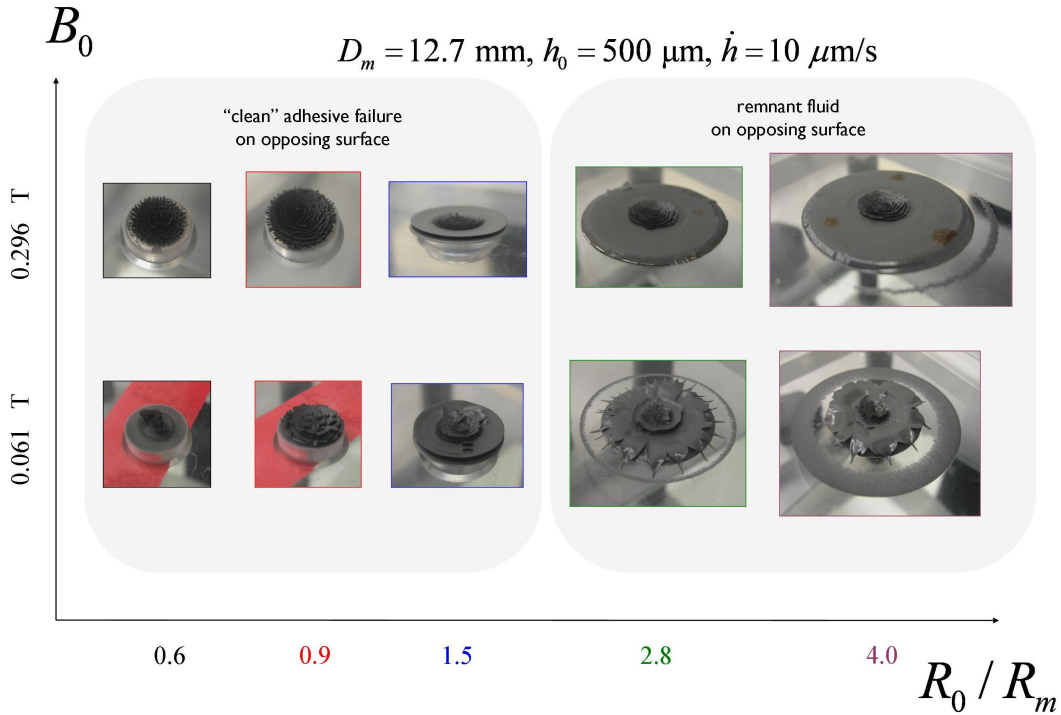 B₀
Dₘ = 12.7 mm, h₀ = 500 μm, ḣ = 10 μm/s
“clean” adhesive failure
on opposing surface
remnant fluid
on opposing surface
0.296 T
0.061 T
0.6 0.9 1.5 2.8 4.0
R₀ / Rₘ